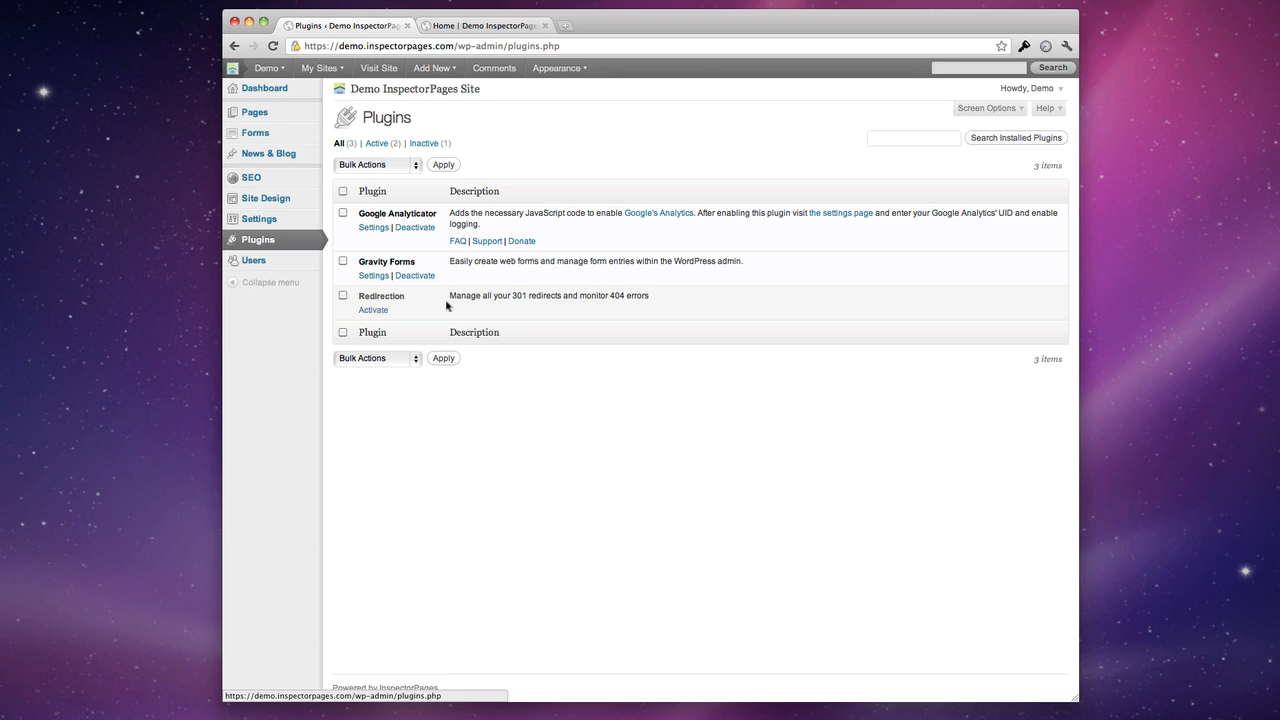 Plugins ‹ Demo InspectorPag
Home | Demo InspectorPage
https://demo.inspectorpages.com/wp-admin/plugins.php
Demo
My Sites
Visit Site
Add New
Comments
Appearance
Search
Dashboard
Pages
Forms
News & Blog
SEO
Site Design
Settings
Plugins
Users
Collapse menu
Demo InspectorPages Site
Howdy, Demo
Plugins
Screen Options
Help
All (3) | Active (2) | Inactive (1)
Search Installed Plugins
Bulk Actions
Apply
3 items
Plugin
Description
Google Analyticator
Settings | Deactivate
Adds the necessary JavaScript code to enable Google's Analytics. After enabling this plugin visit the settings page and enter your Google Analytics' UID and enable
logging.
FAQ | Support | Donate
Gravity Forms
Settings | Deactivate
Easily create web forms and manage form entries within the WordPress admin.
Redirection
Activate
Manage all your 301 redirects and monitor 404 errors
Plugin
Description
Bulk Actions
Apply
3 items
Powered by InspectorPages
https://demo.inspectorpages.com/wp-admin/plugins.php